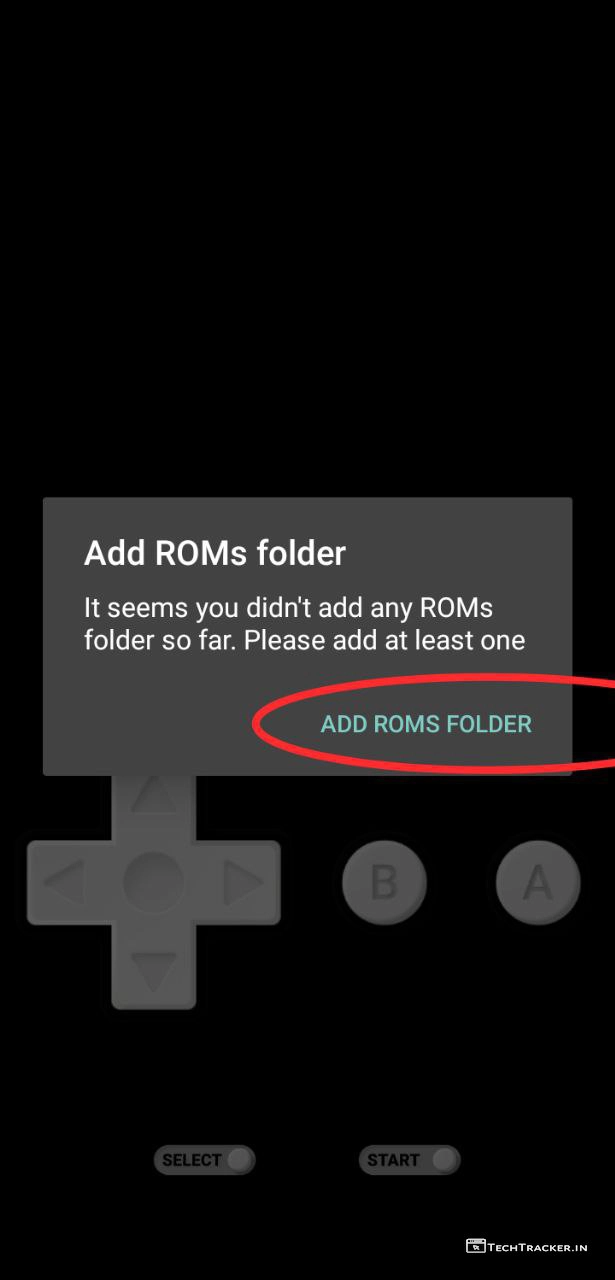 Add ROMs folder
It seems you didn't add any ROMs
folder so far. Please add at least one
ADD ROMS FOLDER
B
A
SELECT
START
TECHTRACKER.IN